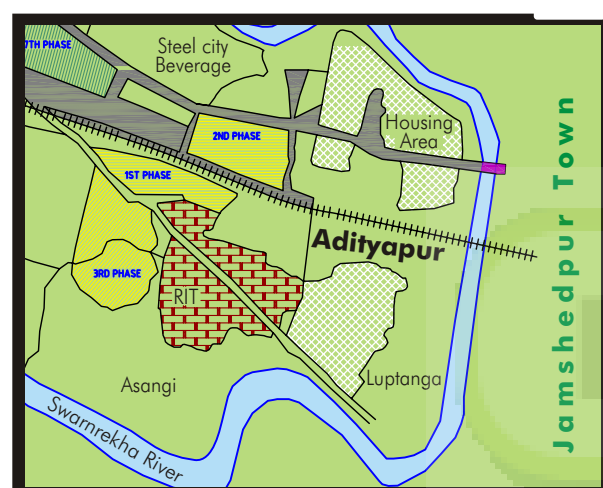 7TH PHASE
Steel city
Beverage
2ND PHASE
Housing
Area
1ST PHASE
Adityapur
3RD PHASE
RIT
Asangi
Luptanga
Swarnrekha River
Jamshedpur Town